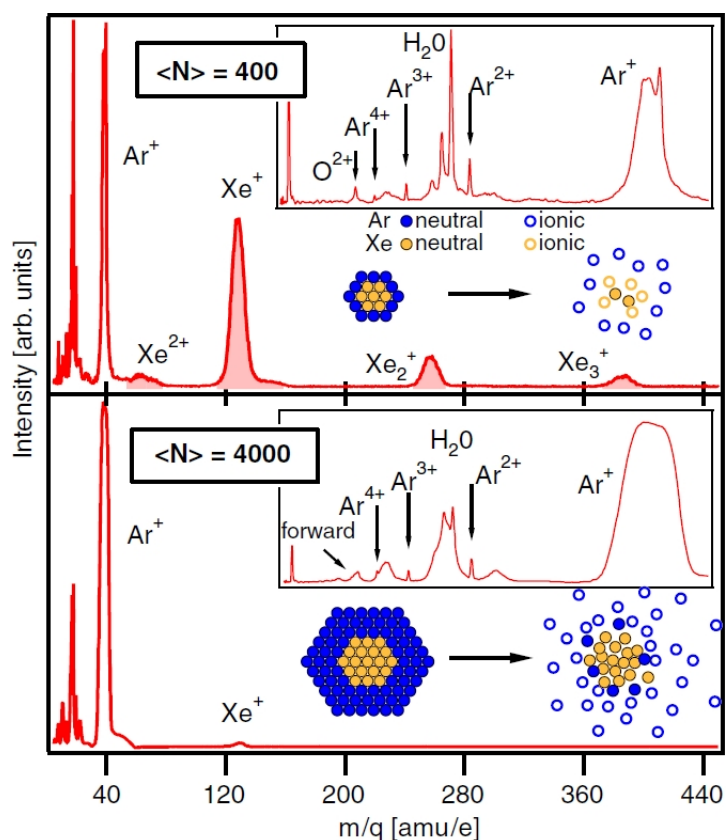 <N> = 400
H₂0
Ar³⁺
Ar²⁺
Ar⁺
Ar⁴⁺
O²⁺
Ar⁺
Xe⁺
Ar neutral ionic
Xe neutral ionic
Xe²⁺
Xe₂⁺
Xe₃⁺
Intensity [arb. units]
<N> = 4000
H₂0
Ar³⁺
Ar²⁺
Ar⁺
Ar⁴⁺
forward
Ar⁺
Xe⁺
40 120 200 280 360 440
m/q [amu/e]